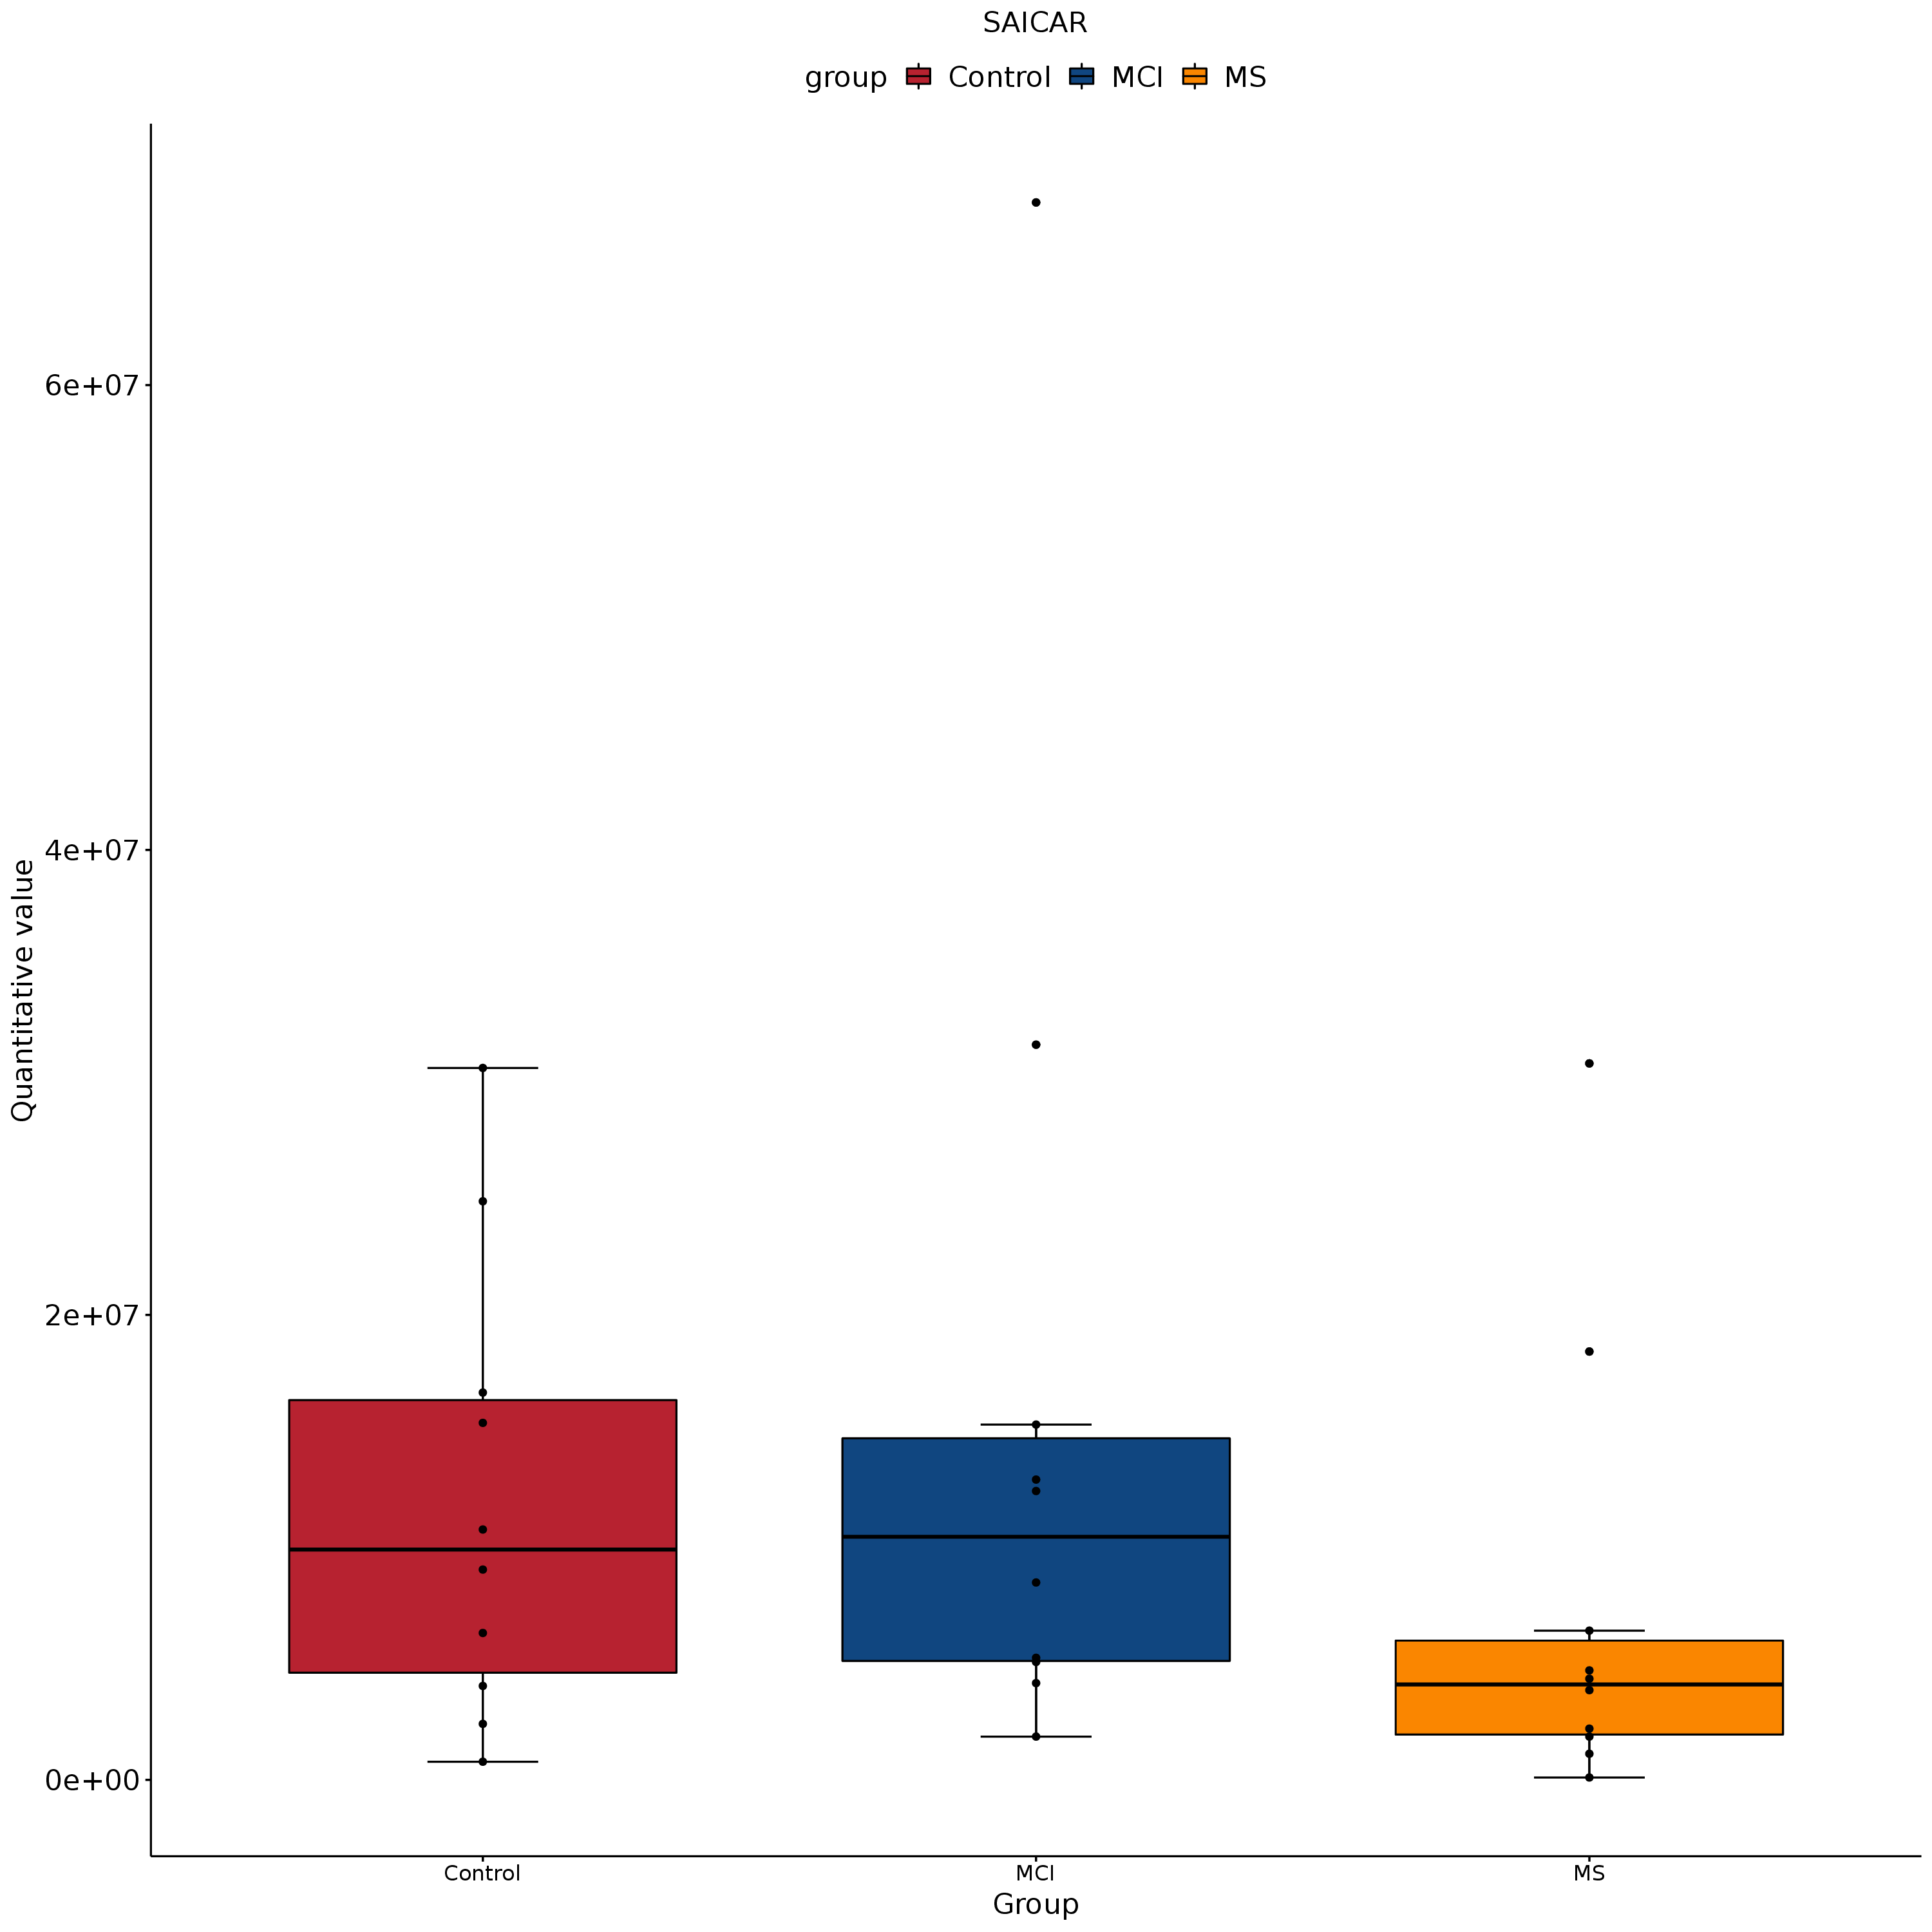 SAICAR
group Control MCI MS
6e+07
4e+07
2e+07
0e+00
Quantitative value
Control MCI MS
Group